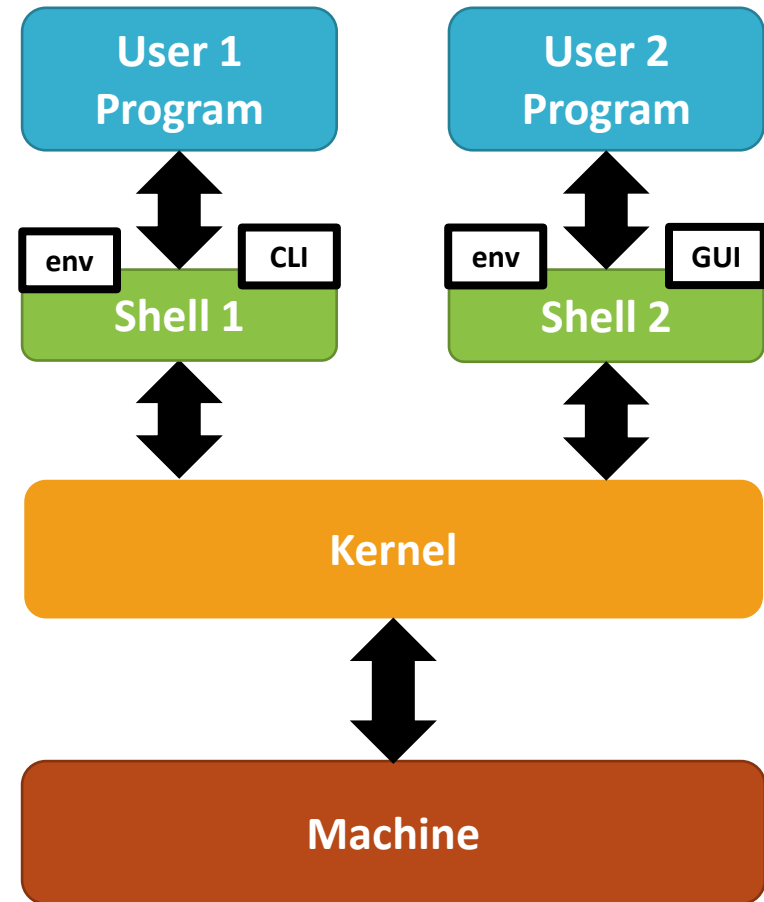 User 1
Program
User 2
Program
env
CLI
env
GUI
Shell 1
Shell 2
Kernel
Machine